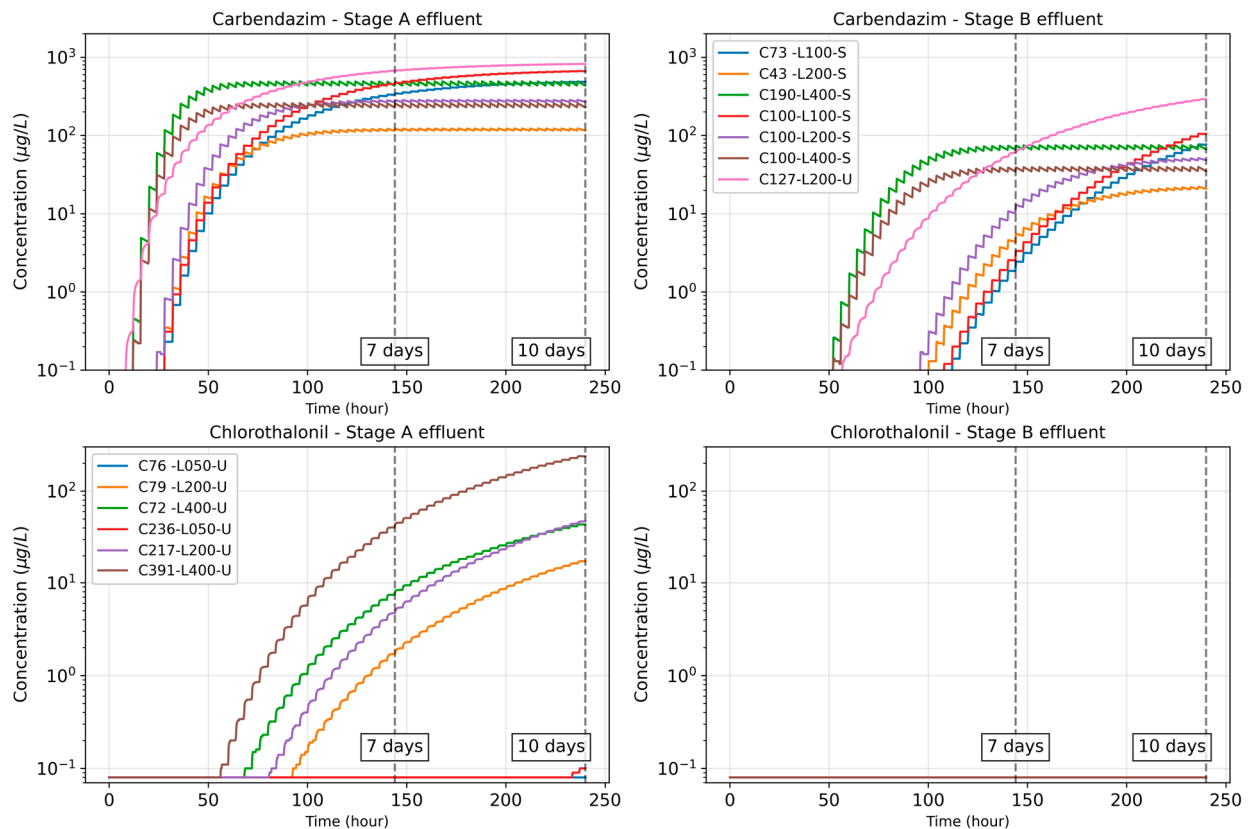 Carbendazim - Stage A effluent
Concentration (μg/L)
10³
10²
10¹
10⁰
10⁻¹
7 days
10 days
0 50 100 150 200 250
Time (hour)
Carbendazim - Stage B effluent
Concentration (μg/L)
10³
10²
10¹
10⁰
10⁻¹
C73 -L100-S
C43 -L200-S
C190-L400-S
C100-L100-S
C100-L200-S
C100-L400-S
C127-L200-U
7 days
10 days
0 50 100 150 200 250
Time (hour)
Chlorothalonil - Stage A effluent
Concentration (μg/L)
10²
10¹
10⁰
10⁻¹
C76 -L050-U
C79 -L200-U
C72 -L400-U
C236-L050-U
C217-L200-U
C391-L400-U
7 days
10 days
0 50 100 150 200 250
Time (hour)
Chlorothalonil - Stage B effluent
Concentration (μg/L)
10²
10¹
10⁰
10⁻¹
7 days
10 days
0 50 100 150 200 250
Time (hour)